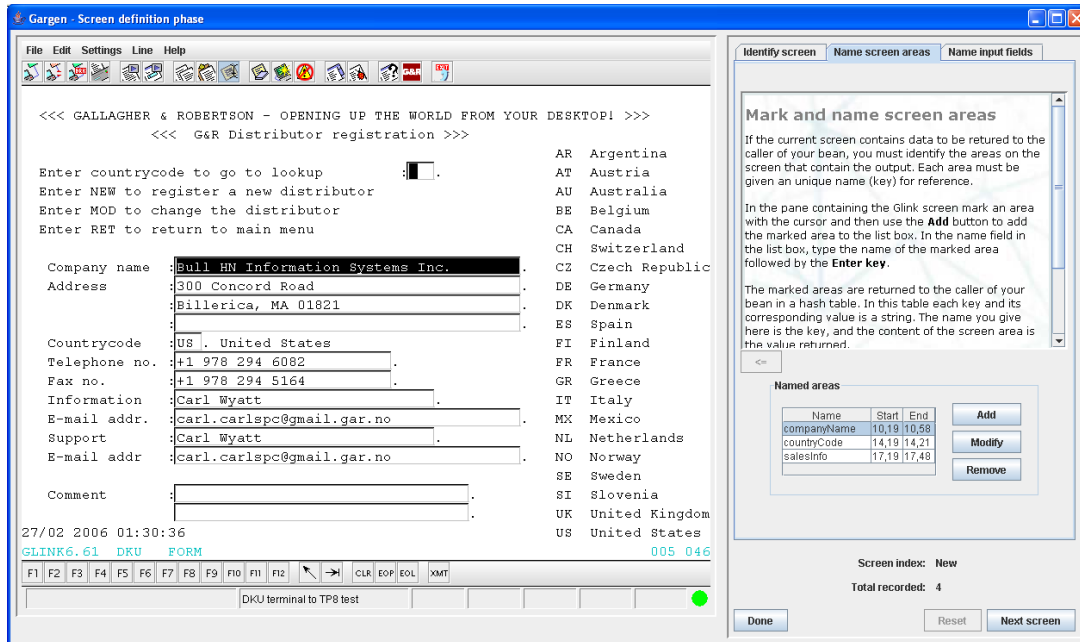 Gargen - Screen definition phase
File Edit Settings Line Help
<<< GALLAGHER & ROBERTSON - OPENING UP THE WORLD FROM YOUR DESKTOP! >>>
<<< G&R Distributor registration >>>
Enter countrycode to go to lookup : .
Enter NEW to register a new distributor
Enter MOD to change the distributor
Enter RET to return to main menu
Company name :Bull HN Information Systems Inc. .
Address :300 Concord Road .
:Billerica, MA 01821 .
: .
Countrycode :US . United States
Telephone no. :+1 978 294 6082 .
Fax no. :+1 978 294 5164 .
Information :Carl Wyatt .
E-mail addr. :carl.carlspc@gmail.gar.no .
Support :Carl Wyatt .
E-mail addr :carl.carlspc@gmail.gar.no .
Comment : .
.
AR Argentina
AT Austria
AU Australia
BE Belgium
CA Canada
CH Switzerland
CZ Czech Republic
DE Germany
DK Denmark
ES Spain
FI Finland
FR France
GR Greece
IT Italy
MX Mexico
NL Netherlands
NO Norway
SE Sweden
SI Slovenia
UK United Kingdom
US United States
27/02 2006 01:30:36
GLINK6.61 DKU FORM 005 046
F1 F2 F3 F4 F5 F6 F7 F8 F9 F10 F11 F12 CLR EOP EOL XMT
DKU terminal to TP8 test
Identify screen Name screen areas Name input fields
Mark and name screen areas
If the current screen contains data to be retured to the
caller of your bean, you must identify the areas on the
screen that contain the output. Each area must be
given an unique name (key) for reference.
In the pane containing the Glink screen mark an area
with the cursor and then use the Add button to add
the marked area to the list box. In the name field in
the list box, type the name of the marked area
followed by the Enter key.
The marked areas are returned to the caller of your
bean in a hash table. In this table each key and its
corresponding value is a string. The name you give
here is the key, and the content of the screen area is
the value returned.
<=
Named areas
Name Start End
companyName 10,19 10,58
countryCode 14,19 14,21
salesInfo 17,19 17,48
Add
Modify
Remove
Screen index: New
Total recorded: 4
Done Reset Next screen